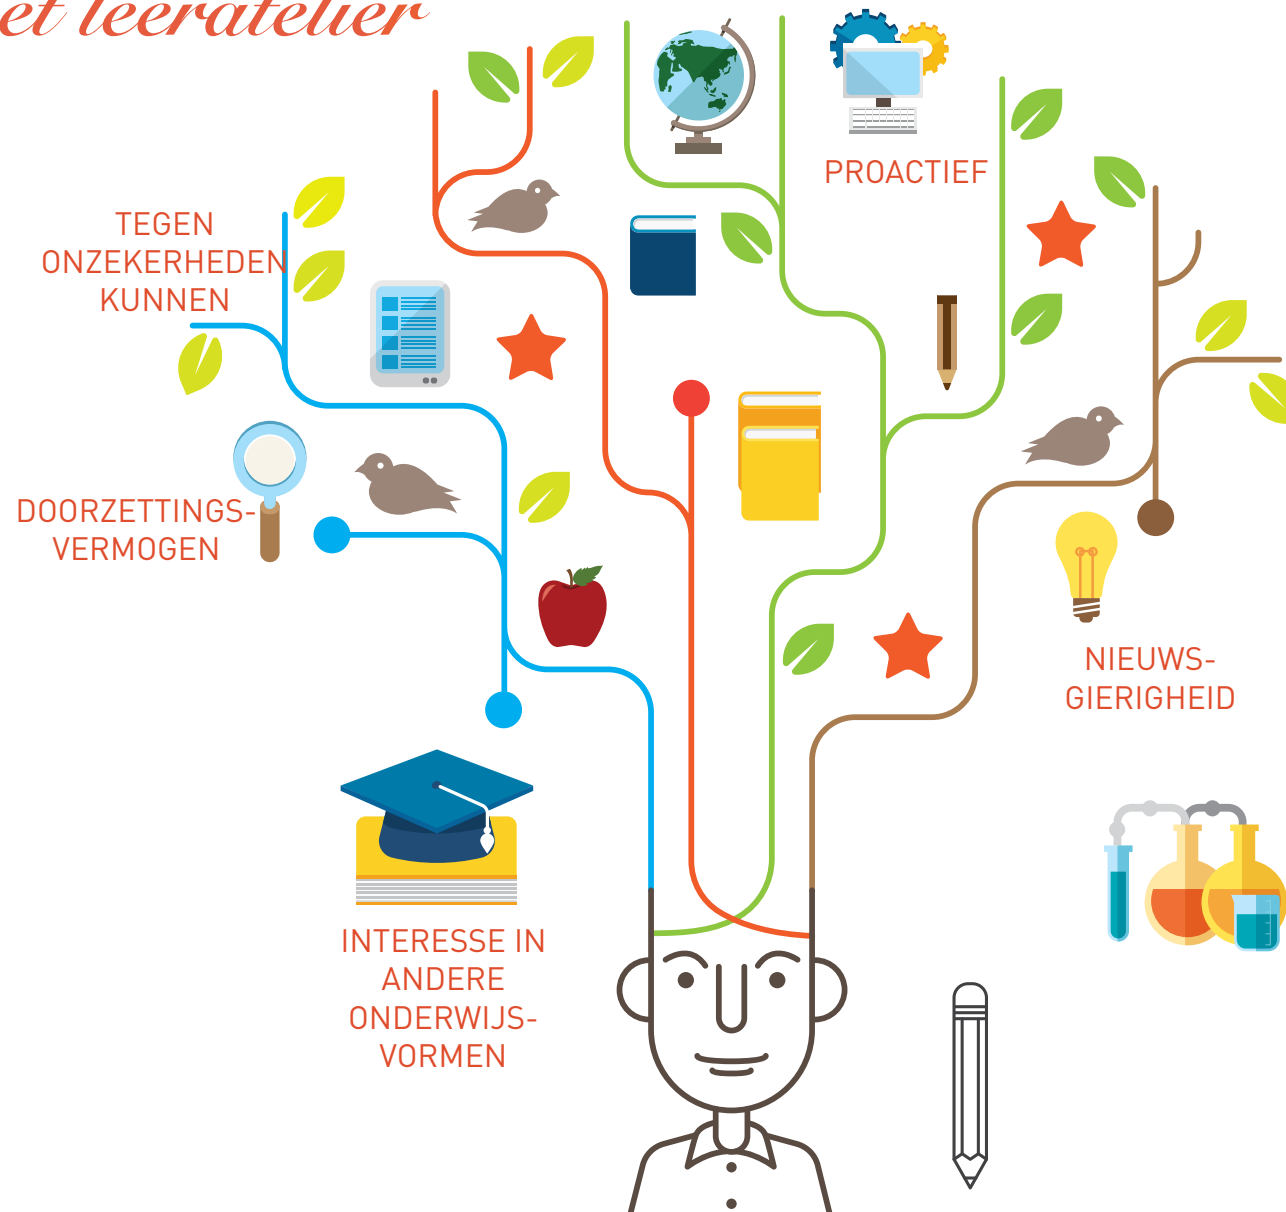 et leeratelier
PROACTIEF
TEGEN
ONZEKERHEDEN
KUNNEN
DOORZETTINGS-
VERMOGEN
NIEUWS-
GIERIGHEID
INTERESSE IN
ANDERE
ONDERWIJS-
VORMEN